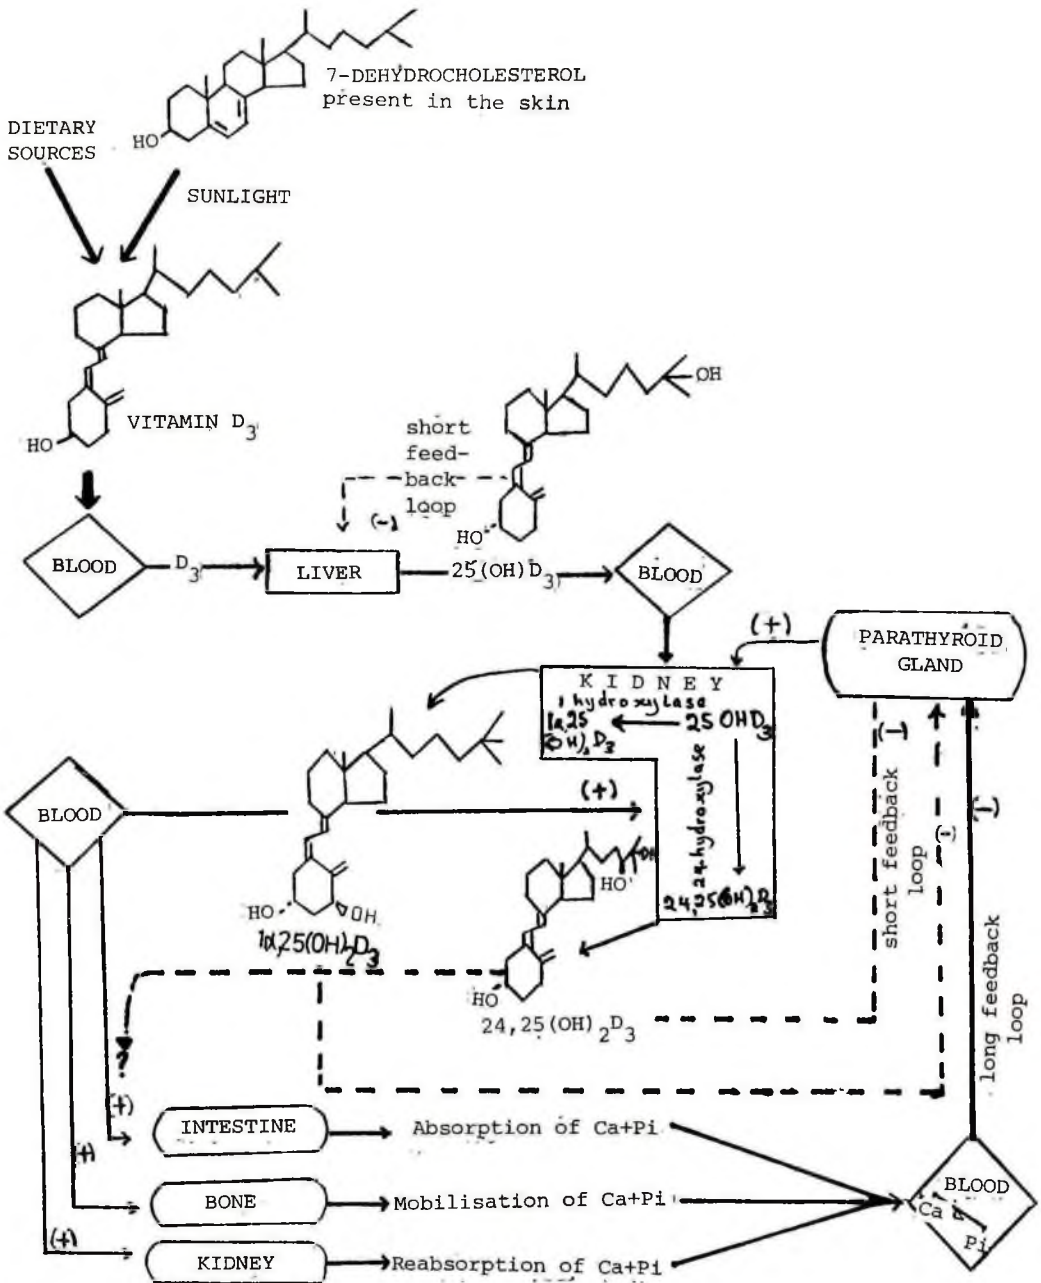 7-DEHYDROCHOLESTEROL
present in the skin
HO
DIETARY
SOURCES
SUNLIGHT
VITAMIN D3
HO
short
feed-
back
loop
(-)
OH
HO
BLOOD
D3
LIVER
25(OH)D3
BLOOD
(+)
PARATHYROID
GLAND
KIDNEY
1 hydroxylase
1α,25
(OH)2D3
25 OHD3
24-hydroxylase
24,25(OH)2D3
(-)
short feedback
loop
(-)
(-)
long feedback
loop
BLOOD
(+)
HO
OH
1α,25(OH)2D3
OH
HO
HO
24,25(OH)2D3
?
(+)
INTESTINE
Absorption of Ca+Pi
(+)
BONE
Mobilisation of Ca+Pi
(+)
KIDNEY
Reabsorption of Ca+Pi
BLOOD
Ca
Pi